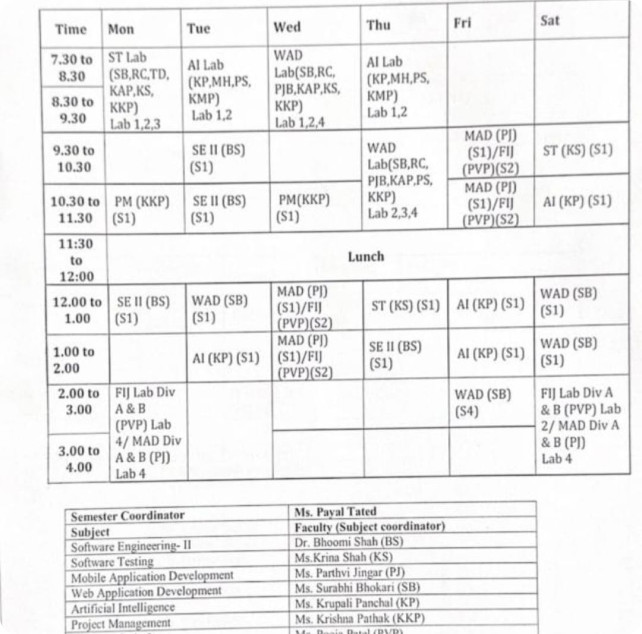 Time Mon Tue Wed Thu Fri Sat
7.30 to
8.30
8.30 to
9.30
ST Lab
(SB,RC,TD,
KAP,KS,
KKP)
Lab 1,2,3
AI Lab
(KP,MH,PS,
KMP)
Lab 1,2
WAD
Lab(SB,RC,
PJB,KAP,KS,
KKP)
Lab 1,2,4
AI Lab
(KP,MH,PS,
KMP)
Lab 1,2
9.30 to
10.30
SE II (BS)
(S1)
WAD
Lab(SB,RC,
PJB,KAP,PS,
KKP)
Lab 2,3,4
MAD (PJ)
(S1)/FIJ
(PVP)(S2)
ST (KS) (S1)
10.30 to
11.30
PM (KKP)
(S1)
SE II (BS)
(S1)
PM(KKP)
(S1)
MAD (PJ)
(S1)/FIJ
(PVP)(S2)
AI (KP) (S1)
11:30
to
12:00
Lunch
12.00 to
1.00
SE II (BS)
(S1)
WAD (SB)
(S1)
MAD (PJ)
(S1)/FIJ
(PVP)(S2)
ST (KS) (S1)
AI (KP) (S1)
WAD (SB)
(S1)
1.00 to
2.00
AI (KP) (S1)
MAD (PJ)
(S1)/FIJ
(PVP)(S2)
SE II (BS)
(S1)
AI (KP) (S1)
WAD (SB)
(S1)
2.00 to
3.00
3.00 to
4.00
FIJ Lab Div
A & B
(PVP) Lab
4/ MAD Div
A & B (PJ)
Lab 4
WAD (SB)
(S4)
FIJ Lab Div A
& B (PVP) Lab
2/ MAD Div A
& B (PJ)
Lab 4
Semester Coordinator Ms. Payal Tated
Subject Faculty (Subject coordinator)
Software Engineering- II Dr. Bhoomi Shah (BS)
Software Testing Ms.Krina Shah (KS)
Mobile Application Development Ms. Parthvi Jingar (PJ)
Web Application Development Ms. Surabhi Bhokari (SB)
Artificial Intelligence Ms. Krupali Panchal (KP)
Project Management Ms. Krishna Pathak (KKP)